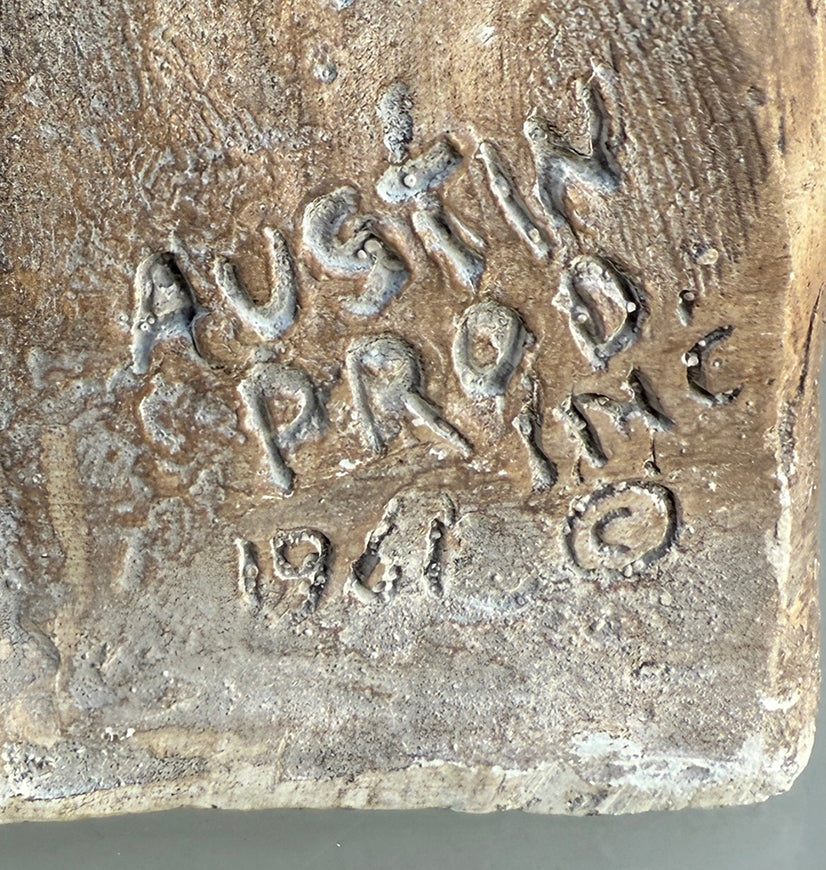 AUSTIN
PROD. INC
1961 ©